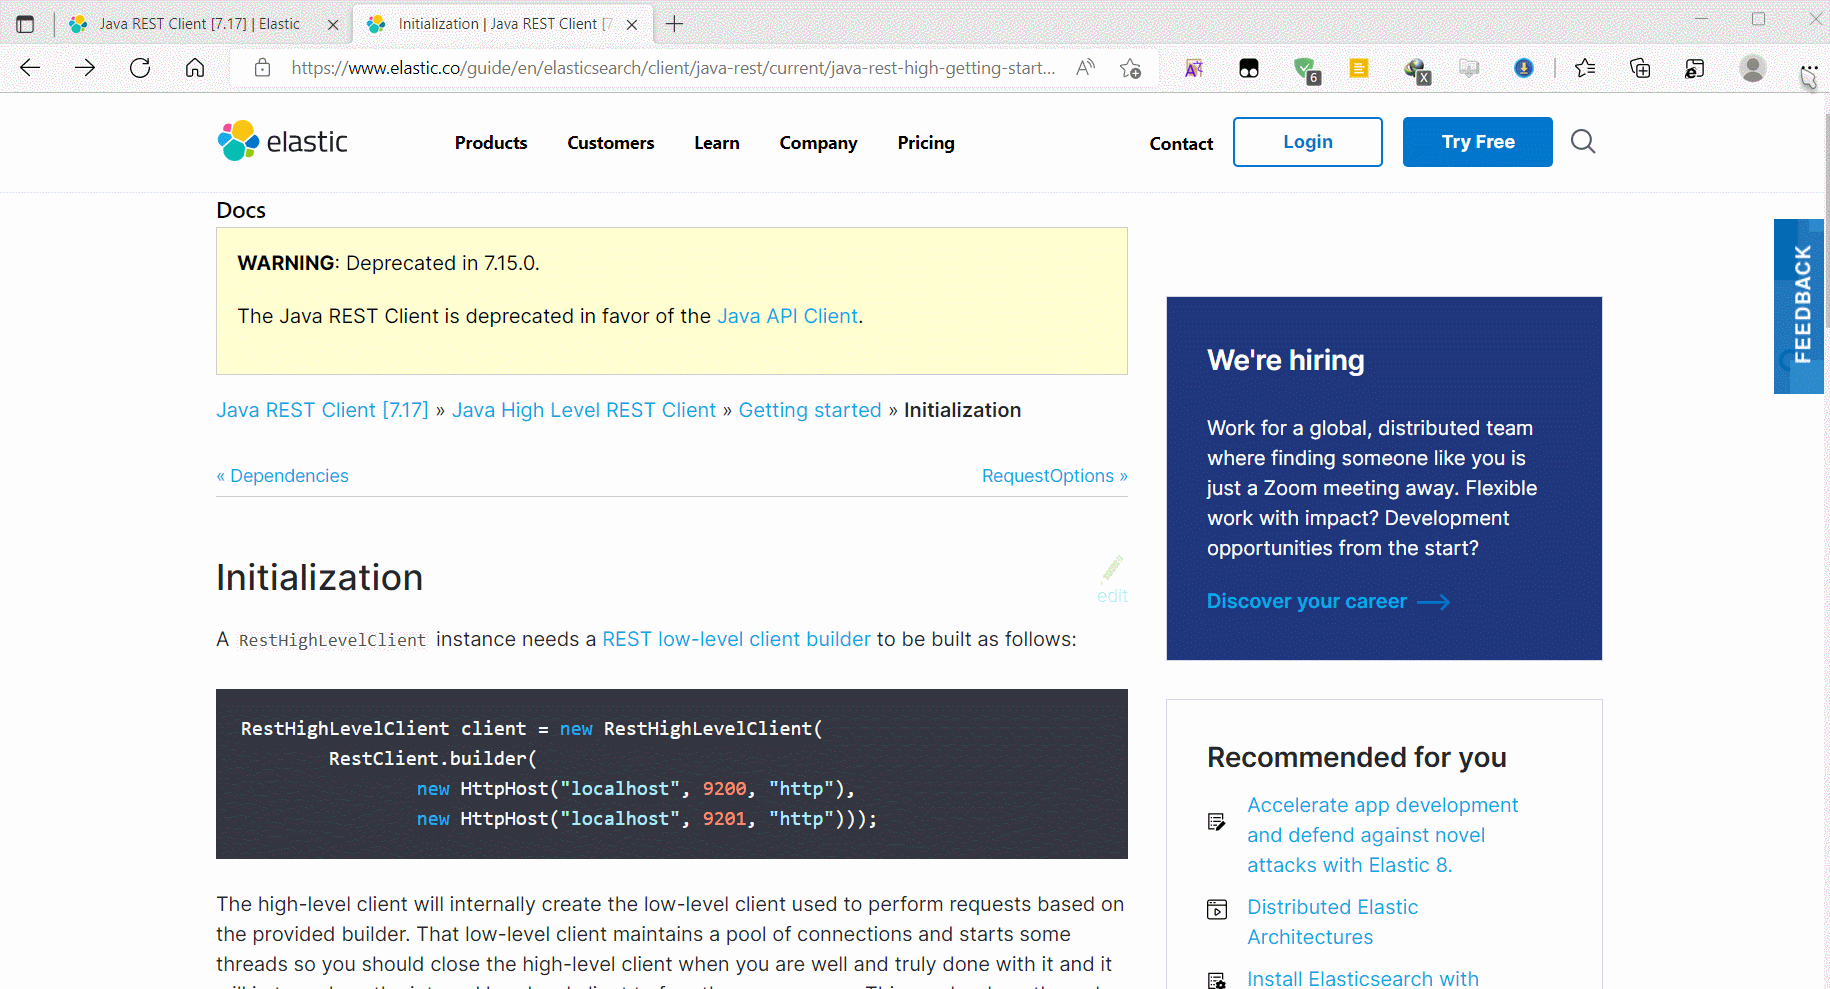 Java REST Client [7.17] | Elastic
Initialization | Java REST Client [7
https://www.elastic.co/guide/en/elasticsearch/client/java-rest/current/java-rest-high-getting-start...
6
X
elastic
Products
Customers
Learn
Company
Pricing
Contact
Login
Try Free
Docs
WARNING: Deprecated in 7.15.0.
The Java REST Client is deprecated in favor of the Java API Client.
Java REST Client [7.17] » Java High Level REST Client » Getting started » Initialization
« Dependencies
RequestOptions »
Initialization
edit
A RestHighLevelClient instance needs a REST low-level client builder to be built as follows:
RestHighLevelClient client = new RestHighLevelClient(
RestClient.builder(
new HttpHost("localhost", 9200, "http"),
new HttpHost("localhost", 9201, "http")));
The high-level client will internally create the low-level client used to perform requests based on
the provided builder. That low-level client maintains a pool of connections and starts some
threads so you should close the high-level client when you are well and truly done with it and it
FEEDBACK
We're hiring
Work for a global, distributed team
where finding someone like you is
just a Zoom meeting away. Flexible
work with impact? Development
opportunities from the start?
Discover your career
Recommended for you
Accelerate app development
and defend against novel
attacks with Elastic 8.
Distributed Elastic
Architectures
Install Elasticsearch with